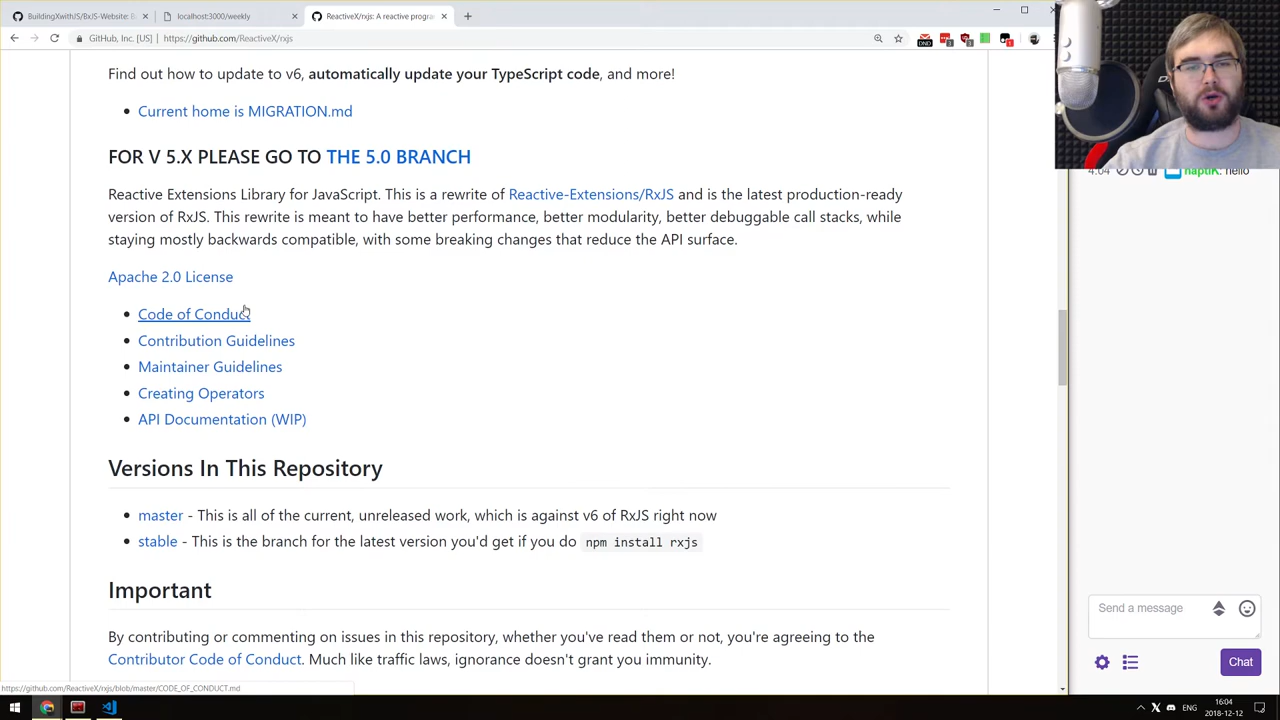 BuildingXwithJS/BxJS-Website: B
localhost:3000/weekly
ReactiveX/rxjs: A reactive progra
GitHub, Inc. [US]
https://github.com/ReactiveX/rxjs
Find out how to update to v6, automatically update your TypeScript code, and more!
Current home is MIGRATION.md
FOR V 5.X PLEASE GO TO THE 5.0 BRANCH
Reactive Extensions Library for JavaScript. This is a rewrite of Reactive-Extensions/RxJS and is the latest production-ready
version of RxJS. This rewrite is meant to have better performance, better modularity, better debuggable call stacks, while
staying mostly backwards compatible, with some breaking changes that reduce the API surface.
Apache 2.0 License
Code of Conduct
Contribution Guidelines
Maintainer Guidelines
Creating Operators
API Documentation (WIP)
Versions In This Repository
master - This is all of the current, unreleased work, which is against v6 of RxJS right now
stable - This is the branch for the latest version you'd get if you do npm install rxjs
Important
By contributing or commenting on issues in this repository, whether you've read them or not, you're agreeing to the
Contributor Code of Conduct. Much like traffic laws, ignorance doesn't grant you immunity.
https://github.com/ReactiveX/rxjs/blob/master/CODE_OF_CONDUCT.md
4:04 haptiK: hello
Send a message
Chat
ENG
16:04
2018-12-12